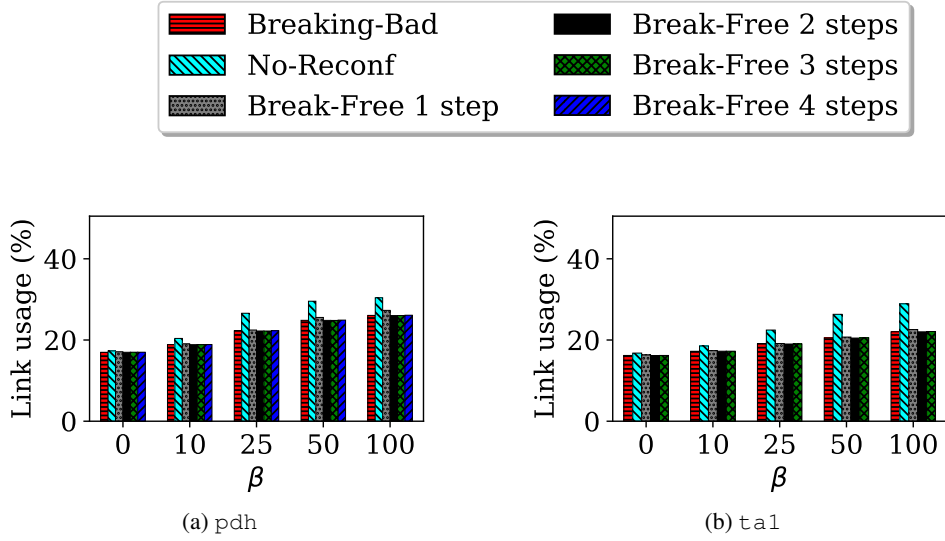 Breaking-Bad
No-Reconf
Break-Free 1 step
Break-Free 2 steps
Break-Free 3 steps
Break-Free 4 steps
Link usage (%)
40
20
0
0 10 25 50 100
β
(a) pdh
Link usage (%)
40
20
0
0 10 25 50 100
β
(b) ta1